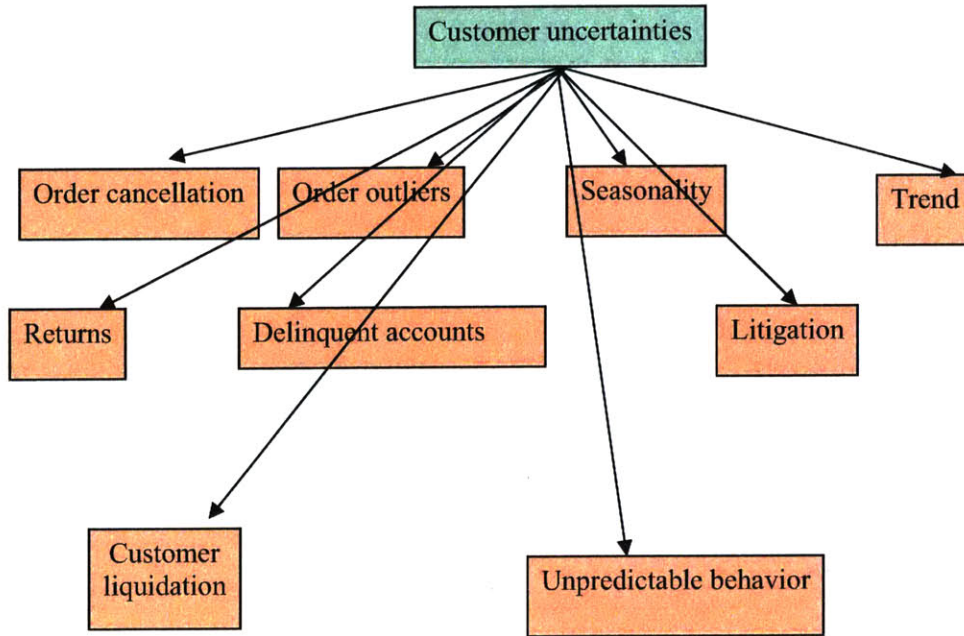 Customer uncertainties
Order cancellation
Order outliers
Seasonality
Trend
Returns
Delinquent accounts
Litigation
Customer
liquidation
Unpredictable behavior